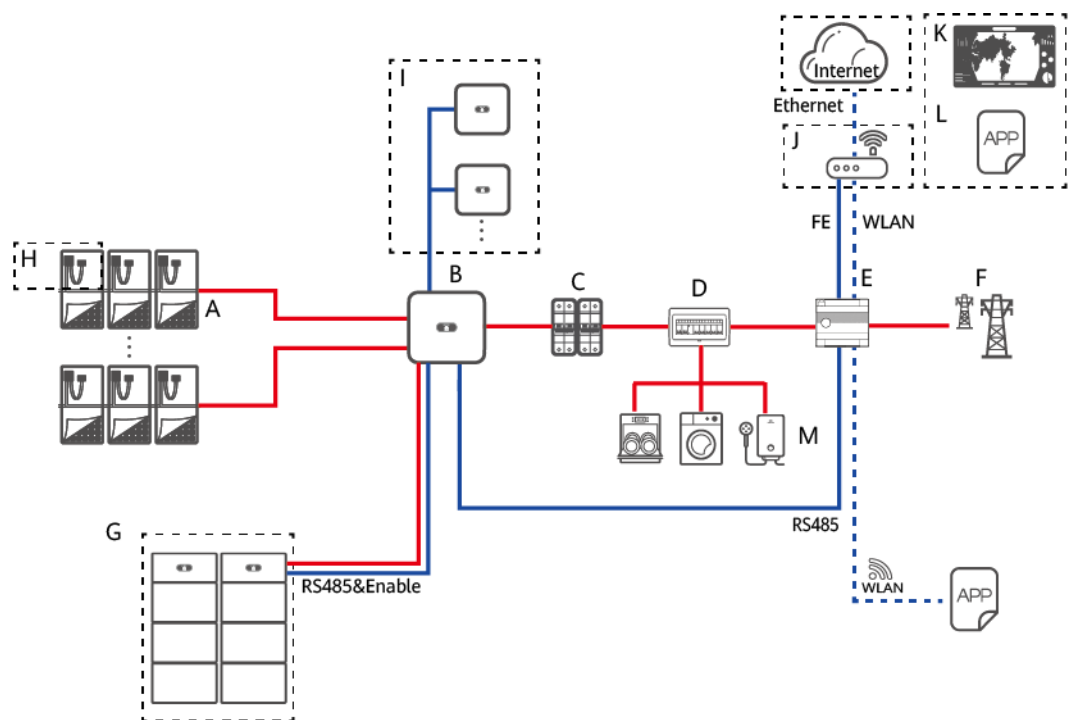 K
I
Internet
Ethernet
L
APP
J
FE
WLAN
H
B
C
D
E
F
A
M
RS485
G
RS485&Enable
WLAN
APP